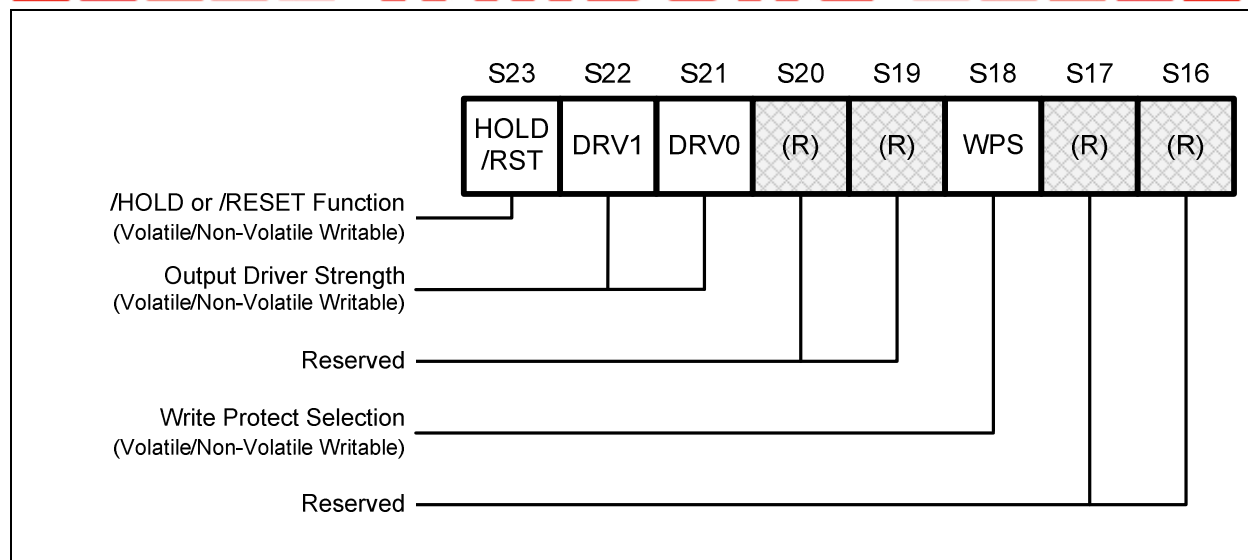 S23 S22 S21 S20 S19 S18 S17 S16
HOLD /RST DRV1 DRV0 (R) (R) WPS (R) (R)
/HOLD or /RESET Function
(Volatile/Non-Volatile Writable)
Output Driver Strength
(Volatile/Non-Volatile Writable)
Reserved
Write Protect Selection
(Volatile/Non-Volatile Writable)
Reserved